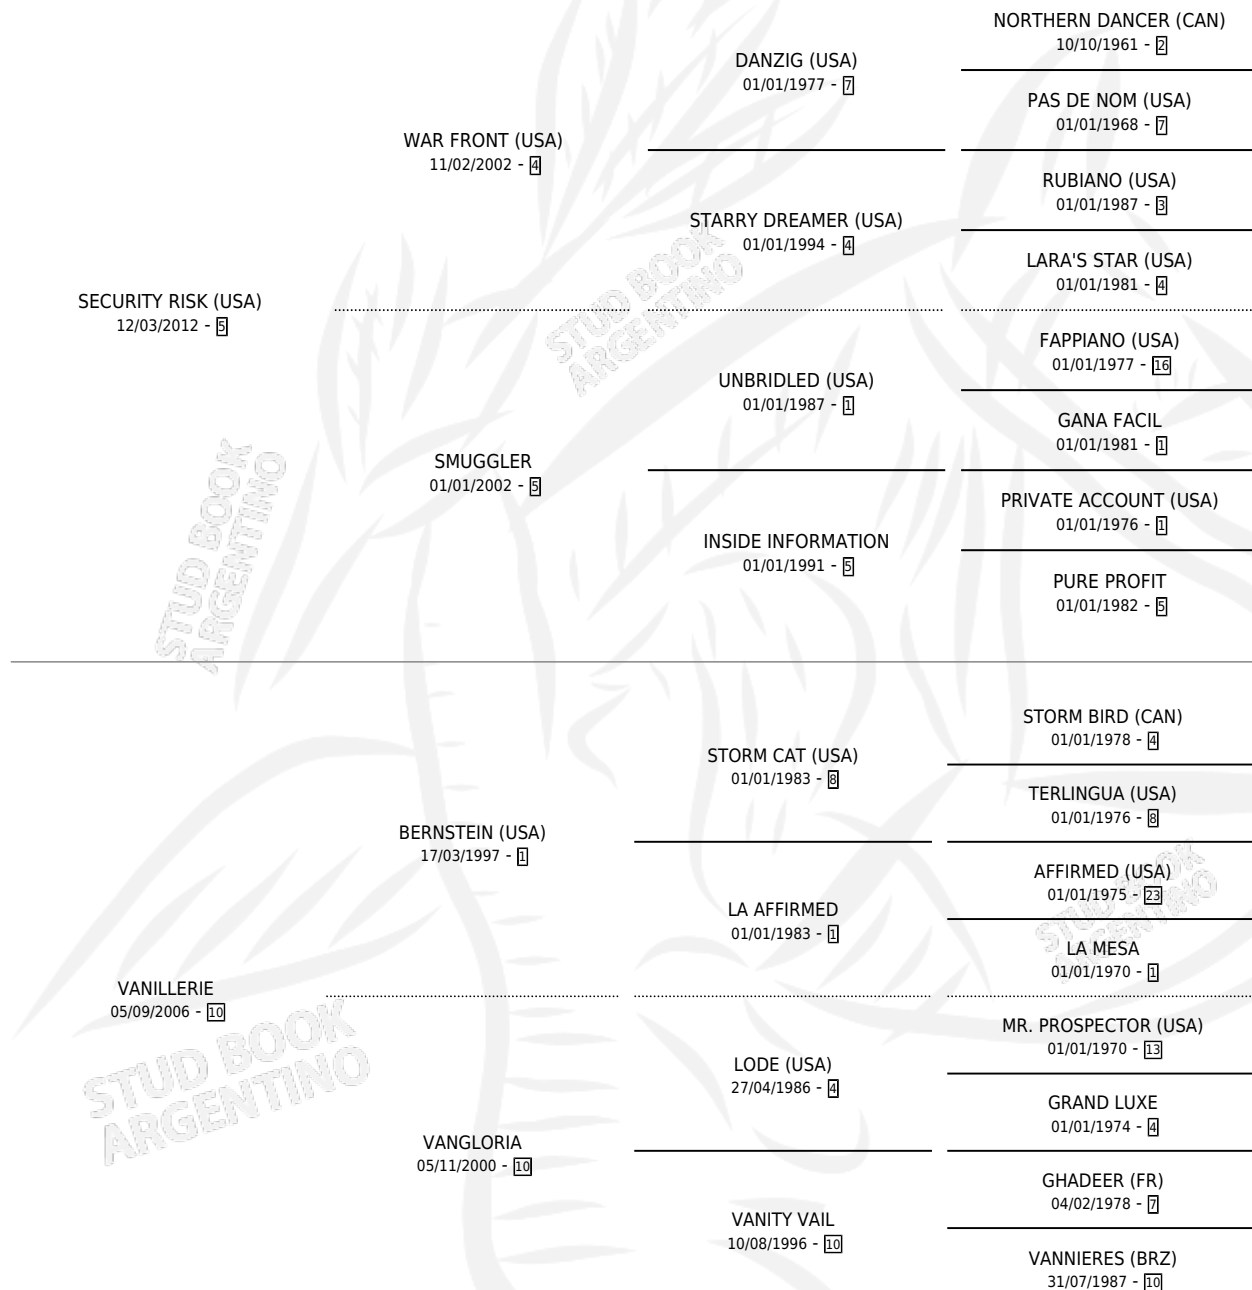 NORTHERN DANCER (CAN)
10/10/1961 - 2
DANZIG (USA)
01/01/1977 - 7
PAS DE NOM (USA)
01/01/1968 - 7
WAR FRONT (USA)
11/02/2002 - 4
RUBIANO (USA)
01/01/1987 - 3
STARRY DREAMER (USA)
01/01/1994 - 4
LARA'S STAR (USA)
01/01/1981 - 4
SECURITY RISK (USA)
12/03/2012 - 5
FAPPIANO (USA)
01/01/1977 - 16
UNBRIDLED (USA)
01/01/1987 - 1
GANA FACIL
01/01/1981 - 1
SMUGGLER
01/01/2002 - 5
PRIVATE ACCOUNT (USA)
01/01/1976 - 1
INSIDE INFORMATION
01/01/1991 - 5
PURE PROFIT
01/01/1982 - 5
STORM BIRD (CAN)
01/01/1978 - 4
STORM CAT (USA)
01/01/1983 - 8
TERLINGUA (USA)
01/01/1976 - 8
BERNSTEIN (USA)
17/03/1997 - 1
AFFIRMED (USA)
01/01/1975 - 23
LA AFFIRMED
01/01/1983 - 1
LA MESA
01/01/1970 - 1
VANILLERIE
05/09/2006 - 10
MR. PROSPECTOR (USA)
01/01/1970 - 13
LODE (USA)
27/04/1986 - 4
GRAND LUXE
01/01/1974 - 4
VANGLORIA
05/11/2000 - 10
GHADEER (FR)
04/02/1978 - 7
VANITY VAIL
10/08/1996 - 10
VANNIERES (BRZ)
31/07/1987 - 10
STUD BOOK
ARGENTINO
STUD BOOK
ARGENTINO
STUD BOOK
ARGENTINO
STUD BOOK
ARGENTINO